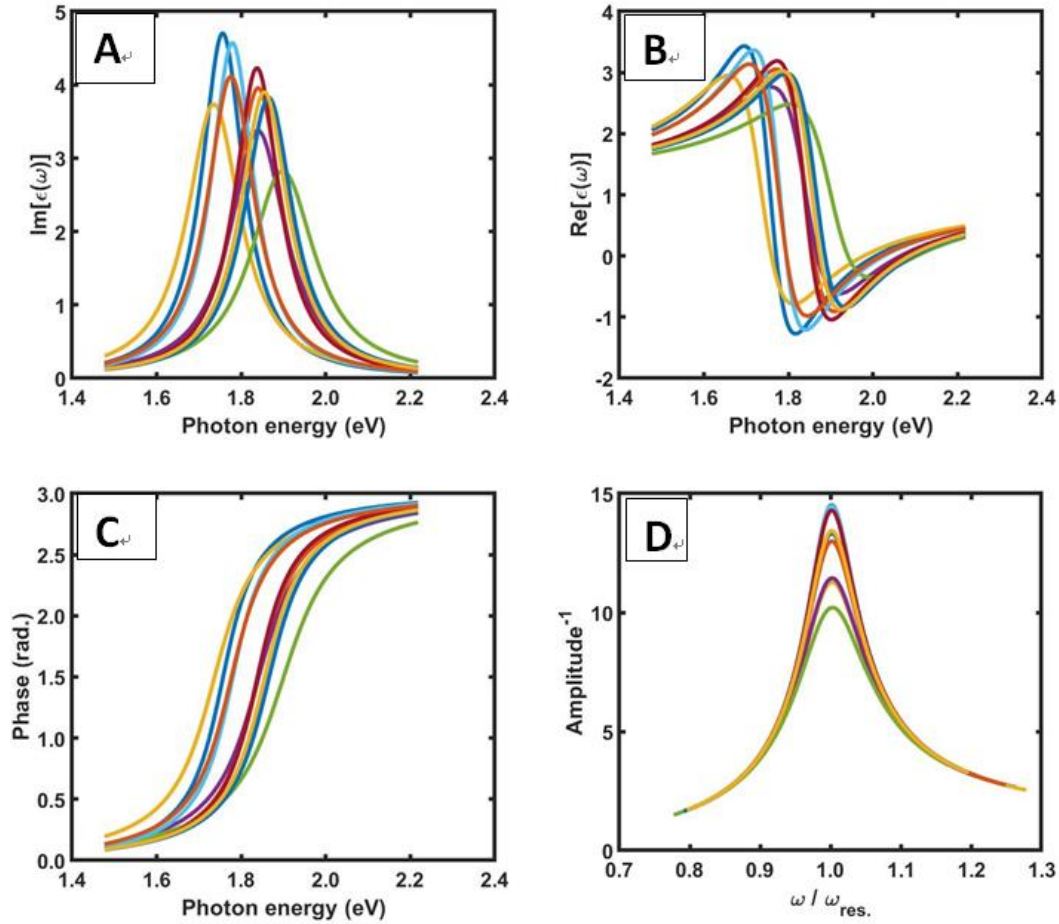 A↵
5
4
3
2
1
0
Im[ϵ(ω)]
1.4 1.6 1.8 2.0 2.2 2.4
Photon energy (eV)
B↵
4
3
2
1
0
-1
-2
Re[ϵ(ω)]
1.4 1.6 1.8 2.0 2.2 2.4
Photon energy (eV)
C↵
3.0
2.5
2.0
1.5
1.0
0.5
0.0
Phase (rad.)
1.4 1.6 1.8 2.0 2.2 2.4
Photon energy (eV)
D↵
15
10
5
0
Amplitude⁻¹
0.7 0.8 0.9 1.0 1.1 1.2 1.3
ω / ω_res.